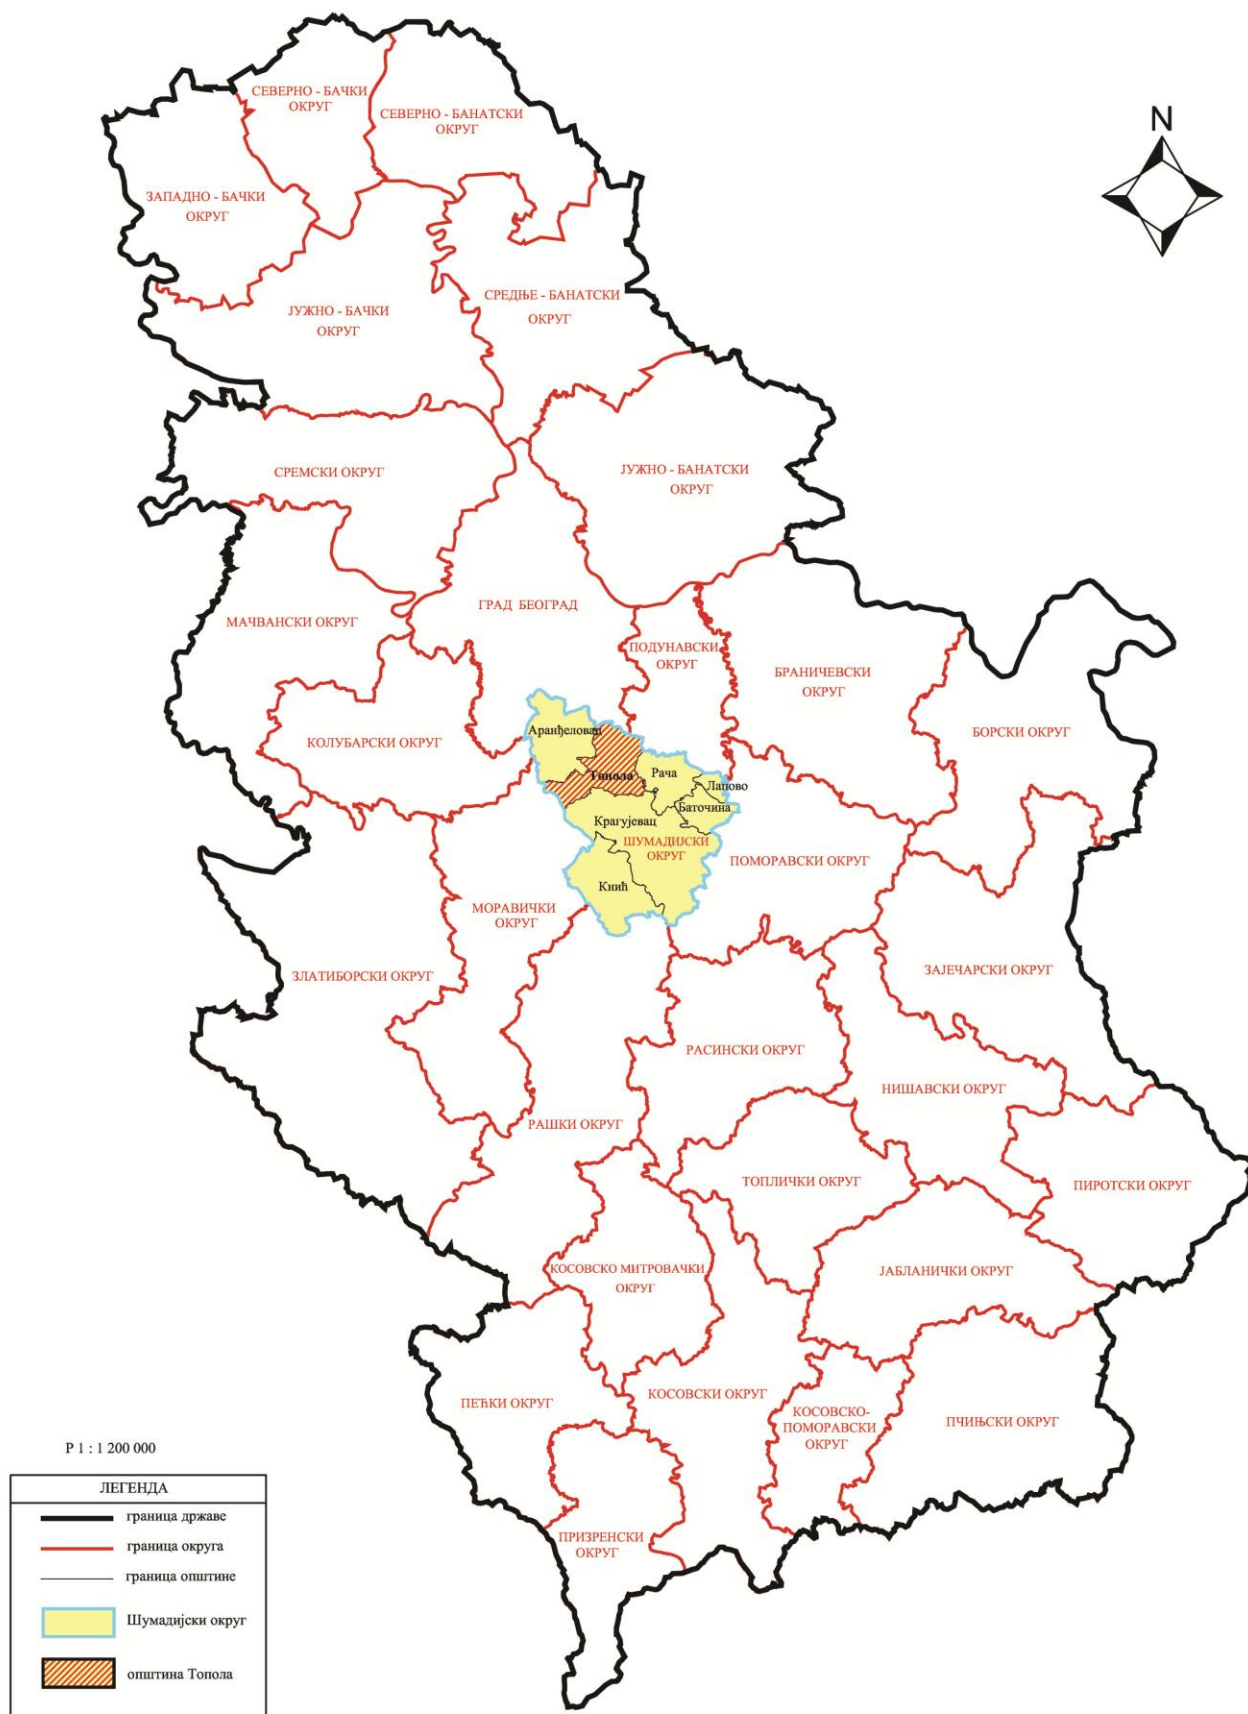 N
СЕВЕРНО - БАЧКИ
ОКРУГ
СЕВЕРНО - БАНАТСКИ
ОКРУГ
ЗАПАДНО - БАЧКИ
ОКРУГ
ЈУЖНО - БАЧКИ
ОКРУГ
СРЕДЊЕ - БАНАТСКИ
ОКРУГ
СРЕМСКИ ОКРУГ
ЈУЖНО - БАНАТСКИ
ОКРУГ
МАЧВАНСКИ ОКРУГ
ГРАД БЕОГРАД
ПОДУНАВСКИ
ОКРУГ
БРАНИЧЕВСКИ
ОКРУГ
КОЛУБАРСКИ ОКРУГ
БОРСКИ ОКРУГ
Аранђеловац
Топола
Рача
Лапово
Баточина
Крагујевац
ШУМАДИЈСКИ
ОКРУГ
Кнић
ПОМОРАВСКИ ОКРУГ
МОРАВИЧКИ
ОКРУГ
ЗЛАТИБОРСКИ ОКРУГ
ЗАЈЕЧАРСКИ ОКРУГ
РАСИНСКИ ОКРУГ
НИШАВСКИ ОКРУГ
РАШКИ ОКРУГ
ТОПЛИЧКИ ОКРУГ
ПИРОТСКИ ОКРУГ
КОСОВСКО МИТРОВАЧКИ
ОКРУГ
ЈАБЛАНИЧКИ ОКРУГ
ПЕЋКИ ОКРУГ
КОСОВСКИ ОКРУГ
КОСОВСКО-
ПОМОРАВСКИ
ОКРУГ
ПЧИЊСКИ ОКРУГ
ПРИЗРЕНСКИ
ОКРУГ
Р 1 : 1 200 000
ЛЕГЕНДА
граница државе
граница округа
граница општине
Шумадијски округ
општина Топола